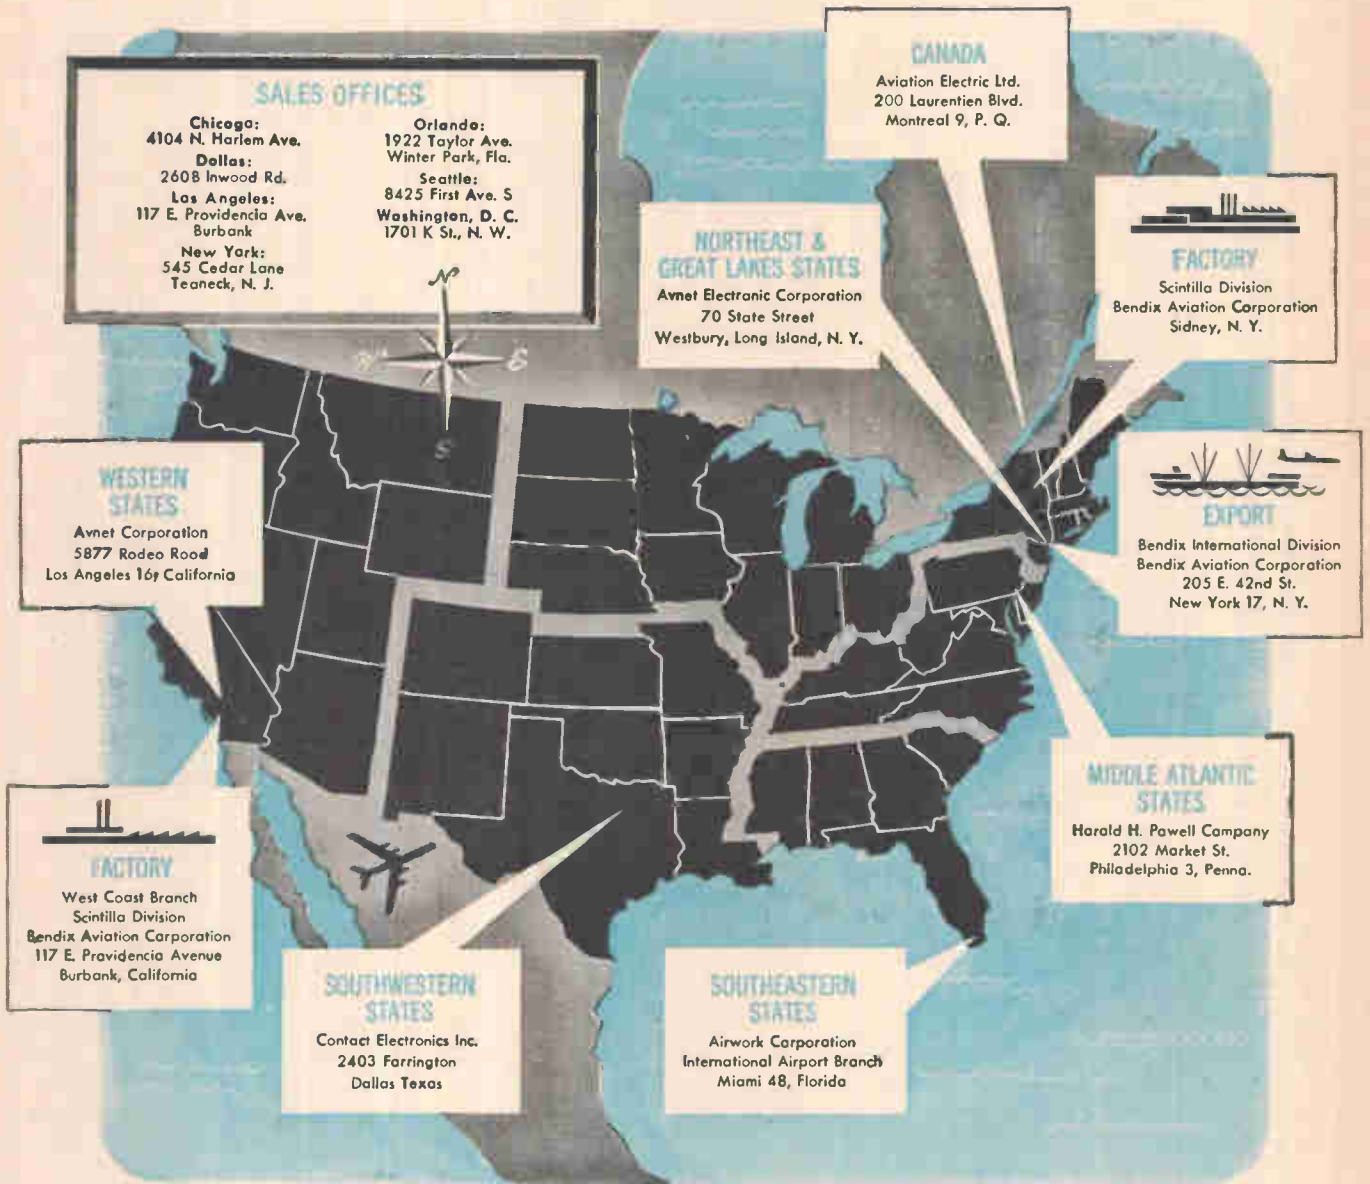 SALES OFFICES
Chicago:
4104 N. Harlem Ave.
Dallas:
2608 Inwood Rd.
Los Angeles:
117 E. Providencia Ave.
Burbank
New York:
545 Cedar Lane
Teaneck, N. J.
Orlando:
1922 Taylor Ave.
Winter Park, Fla.
Seattle:
8425 First Ave. S
Washington, D. C.
1701 K St., N. W.
CANADA
Aviation Electric Ltd.
200 Laurentien Blvd.
Montreal 9, P. Q.
NORTHEAST &
GREAT LAKES STATES
Avnet Electronic Corporation
70 State Street
Westbury, Long Island, N. Y.
FACTORY
Scintilla Division
Bendix Aviation Corporation
Sidney, N. Y.
N
W
E
S
WESTERN
STATES
Avnet Corporation
5877 Rodeo Road
Los Angeles 16, California
EXPORT
Bendix International Division
Bendix Aviation Corporation
205 E. 42nd St.
New York 17, N. Y.
MIDDLE ATLANTIC
STATES
Harold H. Powell Company
2102 Market St.
Philadelphia 3, Penna.
FACTORY
West Coast Branch
Scintilla Division
Bendix Aviation Corporation
117 E. Providencia Avenue
Burbank, California
SOUTHWESTERN
STATES
Contact Electronics Inc.
2403 Farrington
Dallas Texas
SOUTHEASTERN
STATES
Airwork Corporation
International Airport Branch
Miami 48, Florida